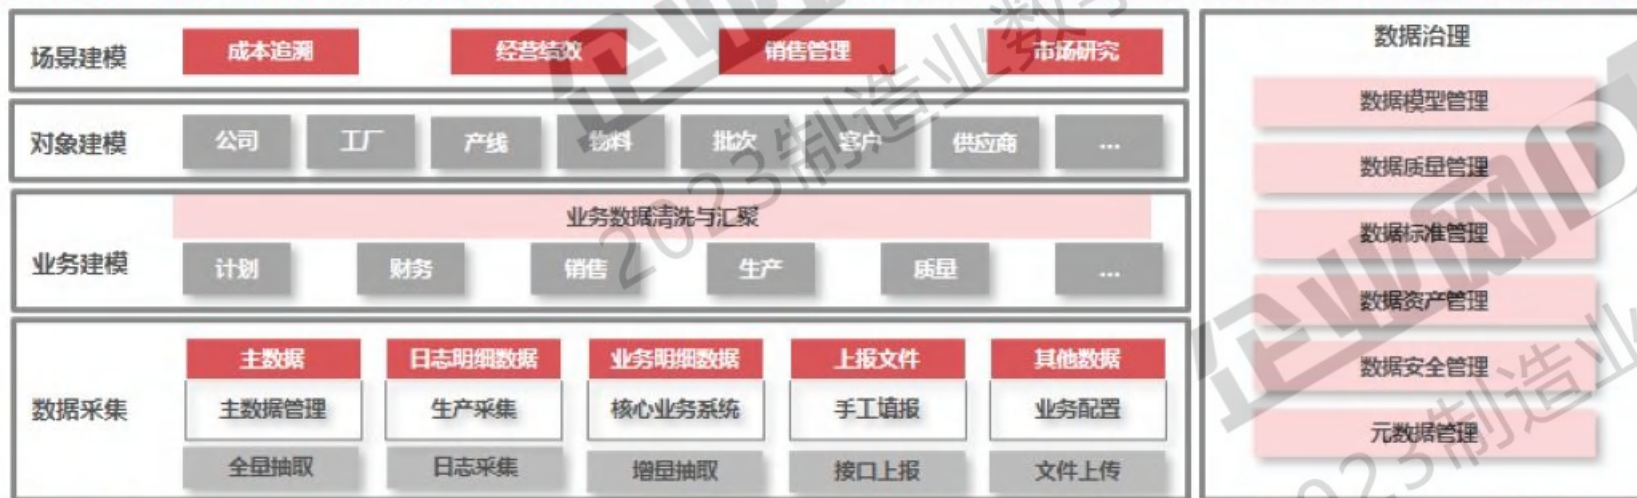 场景建模
成本追溯 经营绩效 销售管理 市场研究
对象建模
公司 工厂 产线 物料 批次 客户 供应商 ...
业务建模
业务数据清洗与汇聚
计划 财务 销售 生产 质量 ...
数据采集
主数据 日志明细数据 业务明细数据 上报文件 其他数据
主数据管理 生产采集 核心业务系统 手工填报 业务配置
全量抽取 日志采集 增量抽取 接口上报 文件上传
数据治理
数据模型管理
数据质量管理
数据标准管理
数据资产管理
数据安全管理
元数据管理
企业网D
2023制造业数字
企业网D
2023制造业